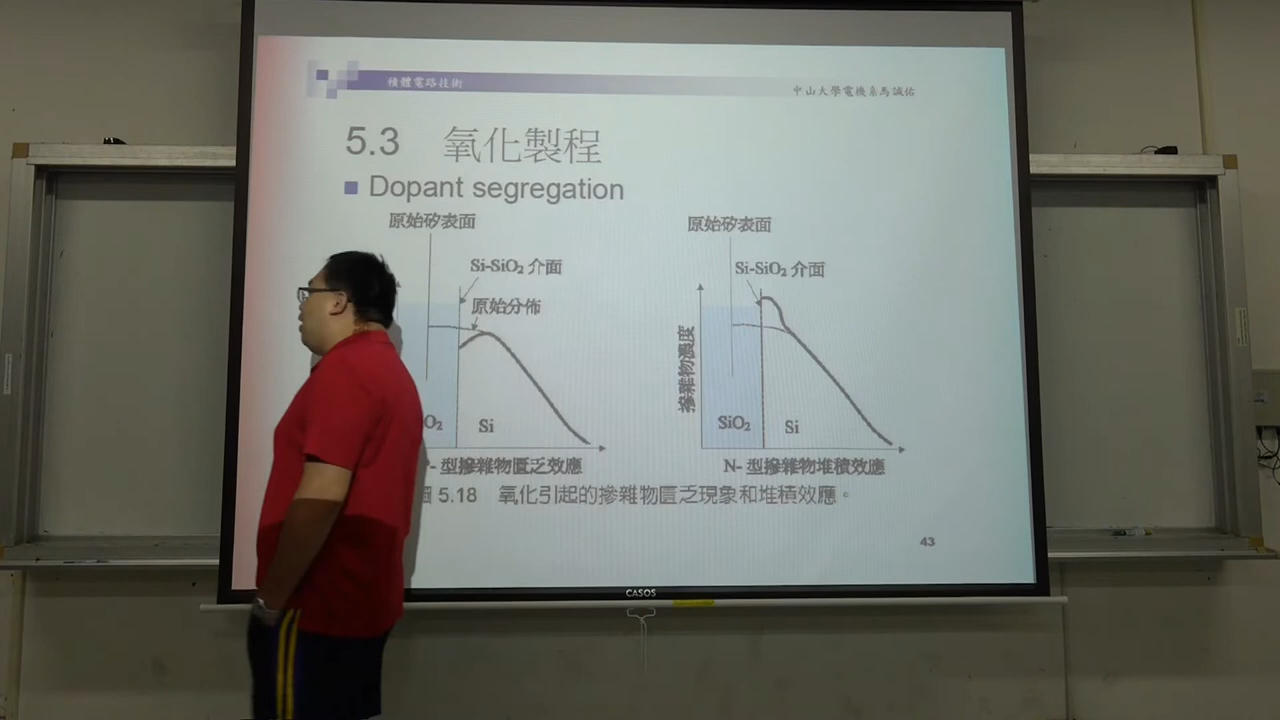 積體電路技術
中山大學電機系馬誠佑
5.3 氧化製程
Dopant segregation
原始矽表面
Si-SiO₂ 介面
原始分佈
O₂
Si
- 型摻雜物匱乏效應
原始矽表面
Si-SiO₂ 介面
摻雜物濃度
SiO₂
Si
N- 型摻雜物堆積效應
圖 5.18 氧化引起的摻雜物匱乏現象和堆積效應。
43
CASOS